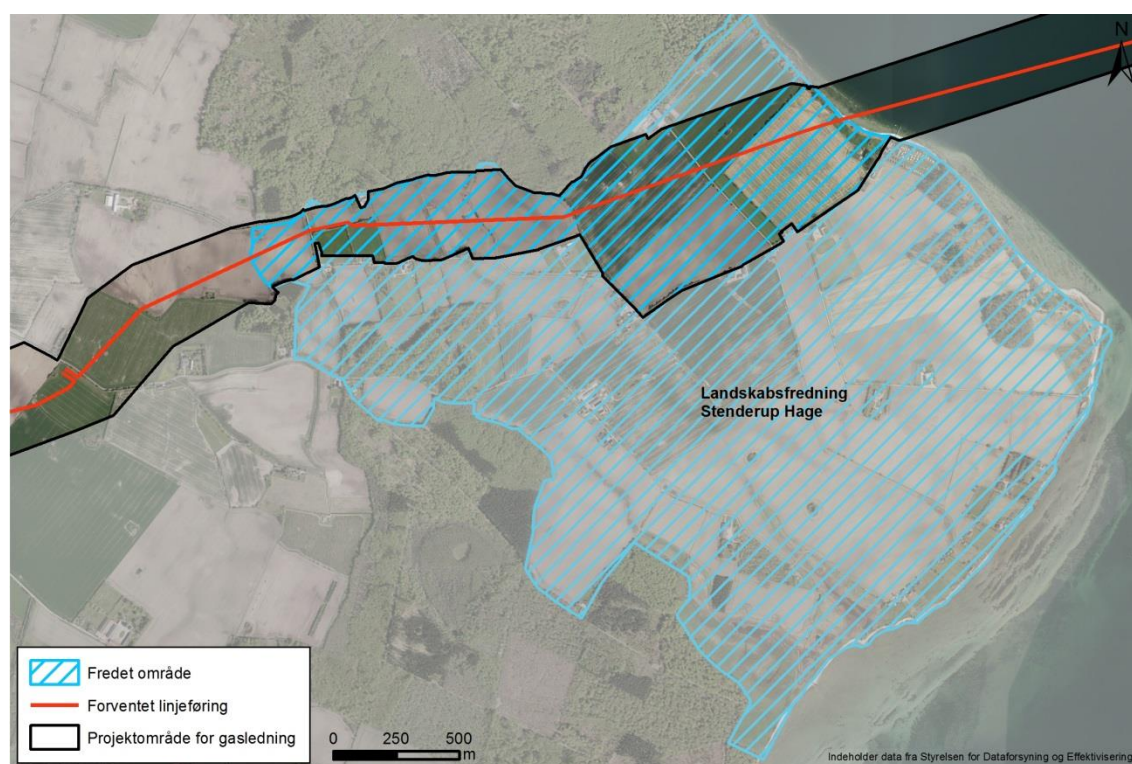 N
Landskabsfredning
Stenderup Hage
Fredet område
Forventet linjeføring
Projektområde for gasledning
0 250 500
m
Indeholder data fra Styrelsen for Dataforsyning og Effektivisering